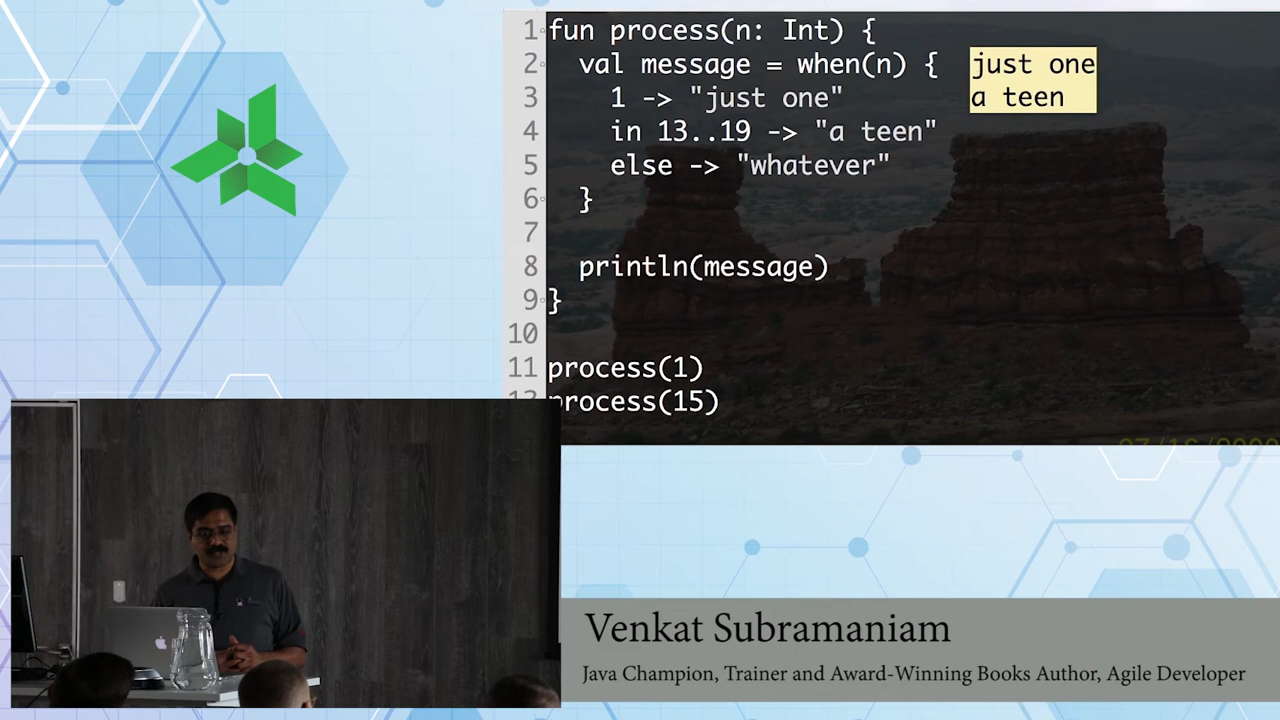 1 fun process(n: Int) {
2   val message = when(n) {
3     1 -> "just one"
4     in 13..19 -> "a teen"
5     else -> "whatever"
6   }
7
8   println(message)
9 }
10
11 process(1)
process(15)
just one
a teen
Venkat Subramaniam
Java Champion, Trainer and Award-Winning Books Author, Agile Developer